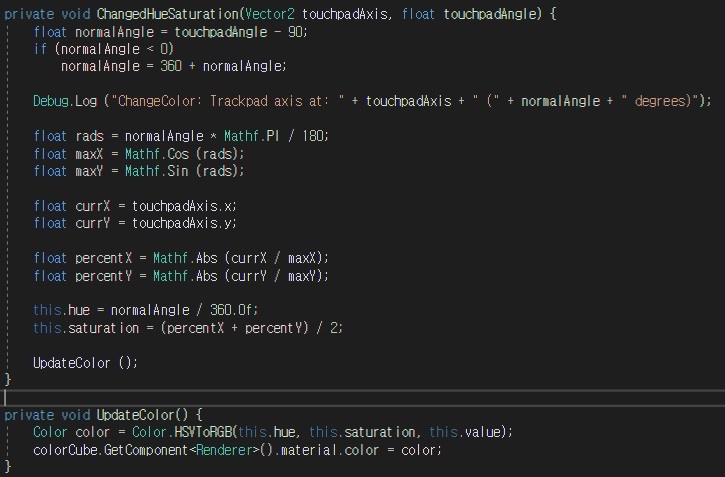 private void ChangedHueSaturation(Vector2 touchpadAxis, float touchpadAngle) {
float normalAngle = touchpadAngle - 90;
if (normalAngle < 0)
normalAngle = 360 + normalAngle;
Debug.Log ("ChangeColor: Trackpad axis at: " + touchpadAxis + " (" + normalAngle + " degrees)");
float rads = normalAngle * Mathf.PI / 180;
float maxX = Mathf.Cos (rads);
float maxY = Mathf.Sin (rads);
float currX = touchpadAxis.x;
float currY = touchpadAxis.y;
float percentX = Mathf.Abs (currX / maxX);
float percentY = Mathf.Abs (currY / maxY);
this.hue = normalAngle / 360.0f;
this.saturation = (percentX + percentY) / 2;
UpdateColor ();
}
private void UpdateColor() {
Color color = Color.HSVToRGB(this.hue, this.saturation, this.value);
colorCube.GetComponent<Renderer>().material.color = color;
}